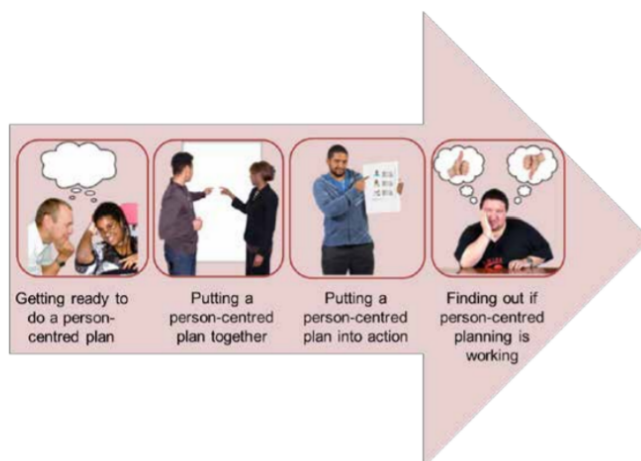 Getting ready to
do a person-
centred plan
Putting a
person-centred
plan together
Putting a
person-centred
plan into action
Finding out if
person-centred
planning is
working